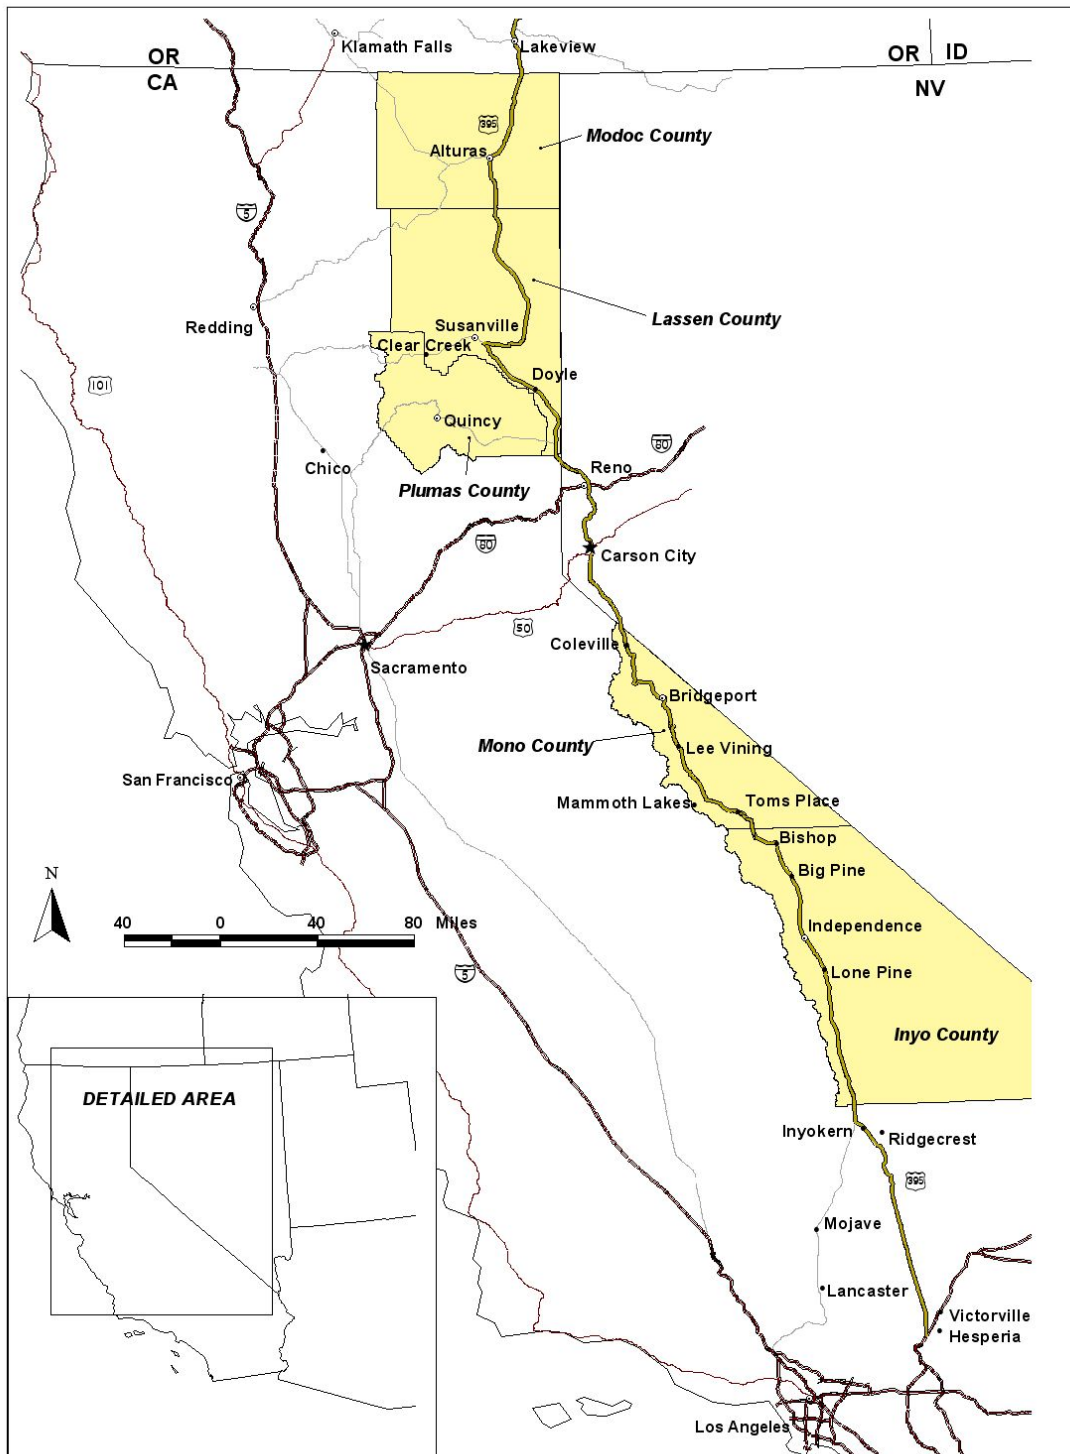 Klamath Falls
Lakeview
OR
CA
OR
ID
NV
395
Modoc County
Alturas
5
Lassen County
Redding
Susanville
Clear Creek
Doyle
101
Quincy
80
Chico
Reno
Plumas County
80
Carson City
50
Coleville
Sacramento
Bridgeport
Mono County
Lee Vining
San Francisco
Mammoth Lakes
Toms Place
Bishop
Big Pine
N
40 0 40 80 Miles
Independence
5
Lone Pine
Inyo County
DETAILED AREA
Inyokern
Ridgecrest
395
Mojave
Lancaster
Victorville
Hesperia
Los Angeles